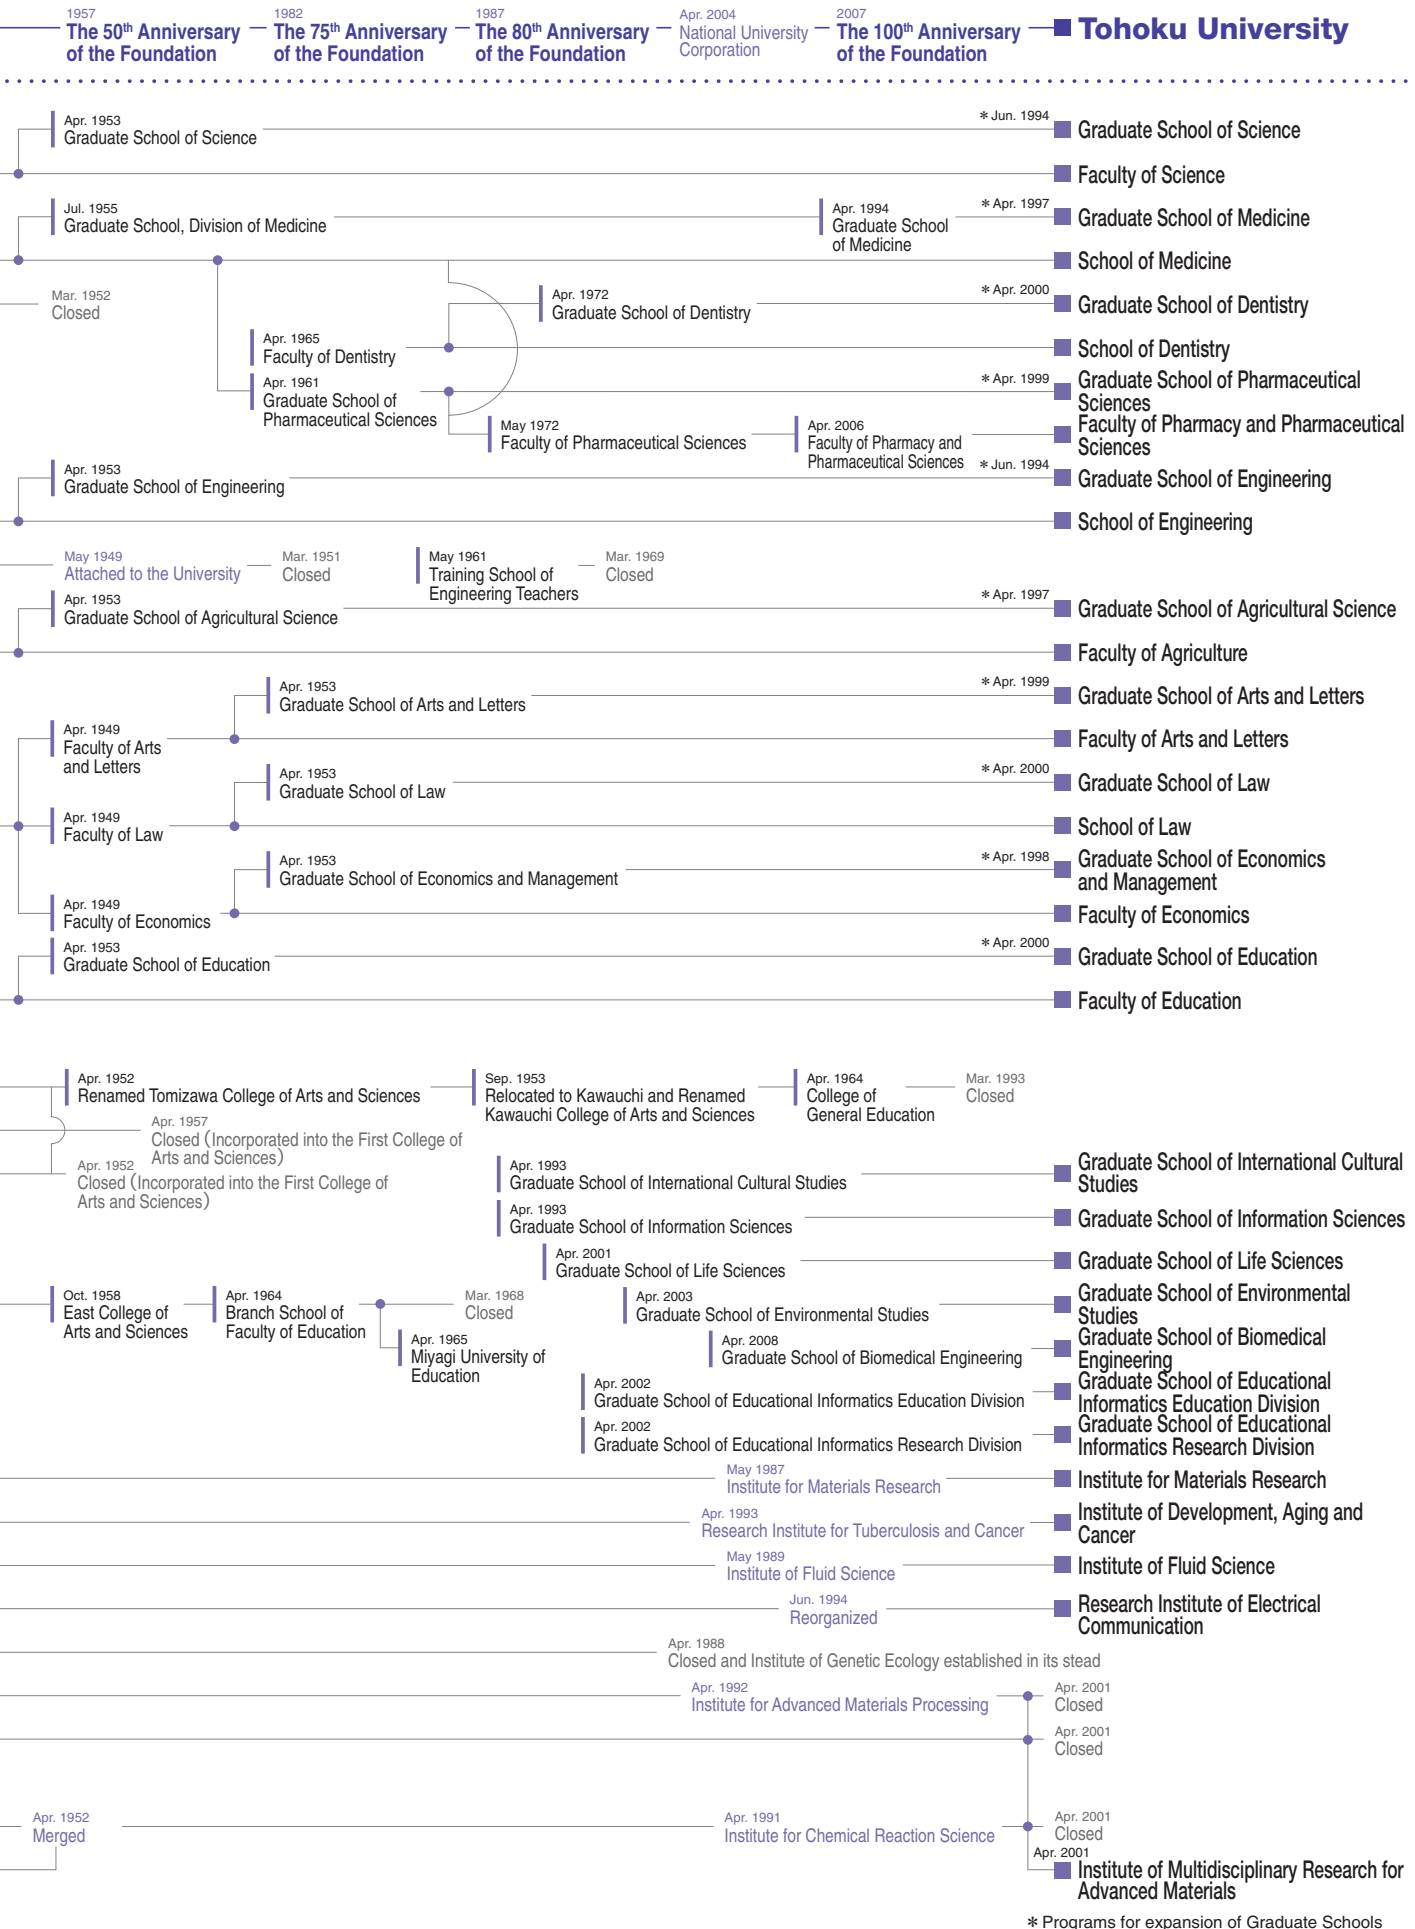 1957
The 50th Anniversary
of the Foundation
1982
The 75th Anniversary
of the Foundation
1987
The 80th Anniversary
of the Foundation
Apr. 2004
National University
Corporation
2007
The 100th Anniversary
of the Foundation
Tohoku University
Apr. 1953
Graduate School of Science
* Jun. 1994
Graduate School of Science
Faculty of Science
Jul. 1955
Graduate School, Division of Medicine
Apr. 1994
Graduate School
of Medicine
* Apr. 1997
Graduate School of Medicine
School of Medicine
Mar. 1952
Closed
Apr. 1972
Graduate School of Dentistry
* Apr. 2000
Graduate School of Dentistry
Apr. 1965
Faculty of Dentistry
School of Dentistry
Apr. 1961
Graduate School of
Pharmaceutical Sciences
* Apr. 1999
Graduate School of Pharmaceutical
Sciences
May 1972
Faculty of Pharmaceutical Sciences
Apr. 2006
Faculty of Pharmacy and
Pharmaceutical Sciences
Faculty of Pharmacy and Pharmaceutical
Sciences
Apr. 1953
Graduate School of Engineering
* Jun. 1994
Graduate School of Engineering
School of Engineering
May 1949
Attached to the University
Mar. 1951
Closed
May 1961
Training School of
Engineering Teachers
Mar. 1969
Closed
Apr. 1953
Graduate School of Agricultural Science
* Apr. 1997
Graduate School of Agricultural Science
Faculty of Agriculture
Apr. 1953
Graduate School of Arts and Letters
* Apr. 1999
Graduate School of Arts and Letters
Apr. 1949
Faculty of Arts
and Letters
Faculty of Arts and Letters
Apr. 1953
Graduate School of Law
* Apr. 2000
Graduate School of Law
Apr. 1949
Faculty of Law
School of Law
Apr. 1953
Graduate School of Economics and Management
* Apr. 1998
Graduate School of Economics
and Management
Apr. 1949
Faculty of Economics
Faculty of Economics
Apr. 1953
Graduate School of Education
* Apr. 2000
Graduate School of Education
Faculty of Education
Apr. 1952
Renamed Tomizawa College of Arts and Sciences
Sep. 1953
Relocated to Kawauchi and Renamed
Kawauchi College of Arts and Sciences
Apr. 1964
College of
General Education
Mar. 1993
Closed
Apr. 1957
Closed (Incorporated into the First College of
Arts and Sciences)
Apr. 1952
Closed (Incorporated into the First College of
Arts and Sciences)
Apr. 1993
Graduate School of International Cultural Studies
Graduate School of International Cultural
Studies
Apr. 1993
Graduate School of Information Sciences
Graduate School of Information Sciences
Apr. 2001
Graduate School of Life Sciences
Graduate School of Life Sciences
Oct. 1958
East College of
Arts and Sciences
Apr. 1964
Branch School of
Faculty of Education
Mar. 1968
Closed
Apr. 2003
Graduate School of Environmental Studies
Graduate School of Environmental
Studies
Apr. 1965
Miyagi University of
Education
Apr. 2008
Graduate School of Biomedical Engineering
Graduate School of Biomedical
Engineering
Apr. 2002
Graduate School of Educational Informatics Education Division
Graduate School of Educational
Informatics Education Division
Apr. 2002
Graduate School of Educational Informatics Research Division
Graduate School of Educational
Informatics Research Division
May 1987
Institute for Materials Research
Institute for Materials Research
Apr. 1993
Research Institute for Tuberculosis and Cancer
Institute of Development, Aging and
Cancer
May 1989
Institute of Fluid Science
Institute of Fluid Science
Jun. 1994
Reorganized
Research Institute of Electrical
Communication
Apr. 1988
Closed and Institute of Genetic Ecology established in its stead
Apr. 1992
Institute for Advanced Materials Processing
Apr. 2001
Closed
Apr. 2001
Closed
Apr. 1952
Merged
Apr. 1991
Institute for Chemical Reaction Science
Apr. 2001
Closed
Apr. 2001
Institute of Multidisciplinary Research for
Advanced Materials
* Programs for expansion of Graduate Schools